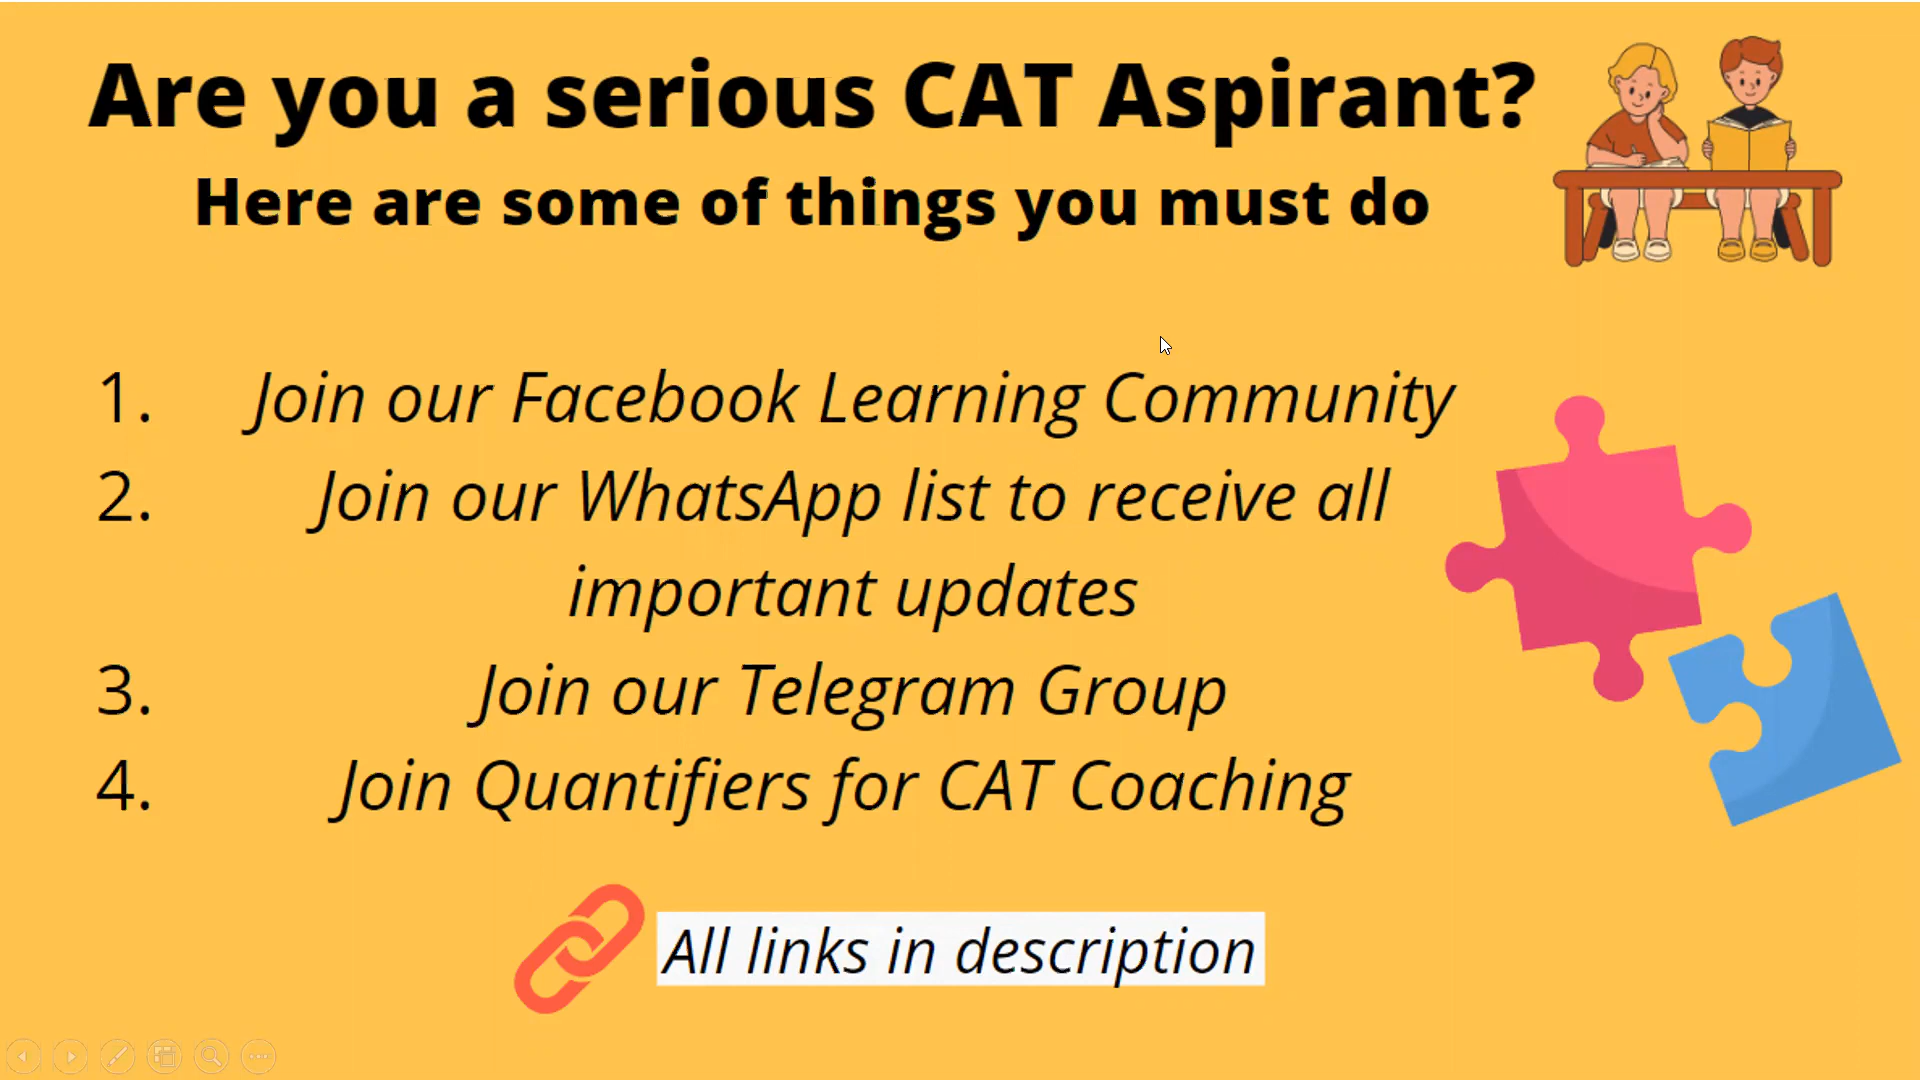 Are you a serious CAT Aspirant?
Here are some of things you must do
1. Join our Facebook Learning Community
2. Join our WhatsApp list to receive all
important updates
3. Join our Telegram Group
4. Join Quantifiers for CAT Coaching
All links in description